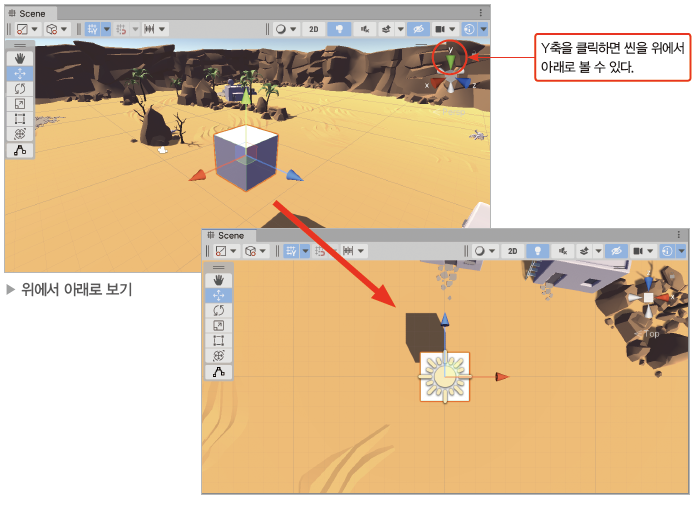 Scene
2D
y
x
Y축을 클릭하면 씬을 위에서
아래로 볼 수 있다.
Scene
2D
Top
▶ 위에서 아래로 보기